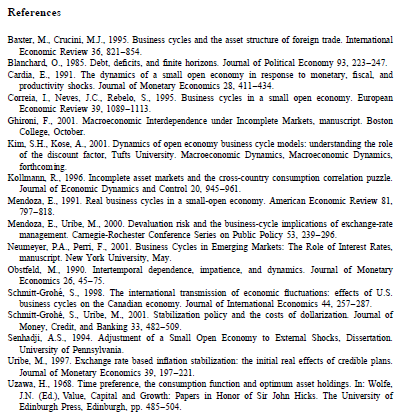 References
Baxter, M., Crucini, M.J., 1995. Business cycles and the asset structure of foreign trade. International
Economic Review 36, 821–854.
Blanchard, O., 1985. Debt, deficits, and finite horizons. Journal of Political Economy 93, 223–247.
Cardia, E., 1991. The dynamics of a small open economy in response to monetary, fiscal, and
productivity shocks. Journal of Monetary Economics 28, 411–434.
Correia, I., Neves, J.C., Rebelo, S., 1995. Business cycles in a small open economy. European
Economic Review 39, 1089–1113.
Ghironi, F., 2001. Macroeconomic Interdependence under Incomplete Markets, manuscript. Boston
College, October.
Kim, S.H., Kose, A., 2001. Dynamics of open economy business cycle models: understanding the role
of the discount factor, Tufts University. Macroeconomic Dynamics, Macroeconomic Dynamics,
forthcoming.
Kollmann, R., 1996. Incomplete asset markets and the cross-country consumption correlation puzzle.
Journal of Economic Dynamics and Control 20, 945–961.
Mendoza, E., 1991. Real business cycles in a small-open economy. American Economic Review 81,
797–818.
Mendoza, E., Uribe, M., 2000. Devaluation risk and the business-cycle implications of exchange-rate
management. Carnegie-Rochester Conference Series on Public Policy 53, 239–296.
Neumeyer, P.A., Perri, F., 2001. Business Cycles in Emerging Markets: The Role of Interest Rates,
manuscript. New York University, May.
Obstfeld, M., 1990. Intertemporal dependence, impatience, and dynamics. Journal of Monetary
Economics 26, 45–75.
Schmitt-Grohé, S., 1998. The international transmission of economic fluctuations: effects of U.S.
business cycles on the Canadian economy. Journal of International Economics 44, 257–287.
Schmitt-Grohé, S., Uribe, M., 2001. Stabilization policy and the costs of dollarization. Journal of
Money, Credit, and Banking 33, 482–509.
Senhadji, A.S., 1994. Adjustment of a Small Open Economy to External Shocks, Dissertation.
University of Pennsylvania.
Uribe, M., 1997. Exchange rate based inflation stabilization: the initial real effects of credible plans.
Journal of Monetary Economics 39, 197–221.
Uzawa, H., 1968. Time preference, the consumption function and optimum asset holdings. In: Wolfe,
J.N. (Ed.), Value, Capital and Growth: Papers in Honor of Sir John Hicks. The University of
Edinburgh Press, Edinburgh, pp. 485–504.